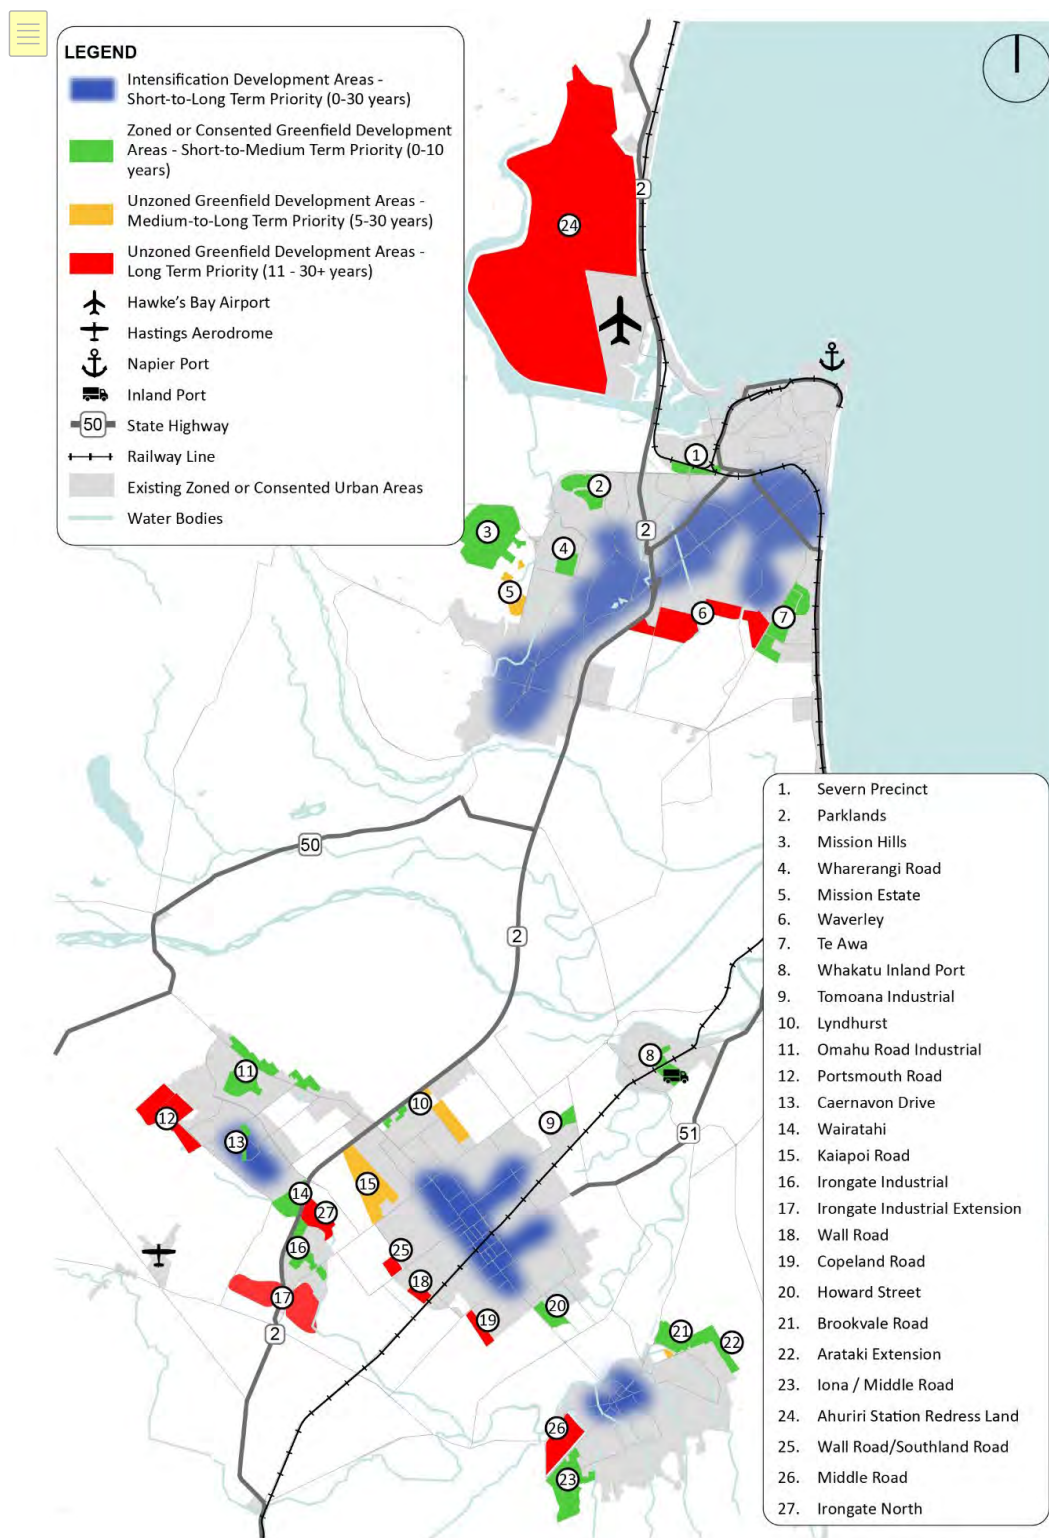 LEGEND
Intensification Development Areas -
Short-to-Long Term Priority (0-30 years)
Zoned or Consented Greenfield Development
Areas - Short-to-Medium Term Priority (0-10
years)
Unzoned Greenfield Development Areas -
Medium-to-Long Term Priority (5-30 years)
Unzoned Greenfield Development Areas -
Long Term Priority (11 - 30+ years)
Hawke's Bay Airport
Hastings Aerodrome
Napier Port
Inland Port
50 State Highway
Railway Line
Existing Zoned or Consented Urban Areas
Water Bodies
2
24
1
2
3
2
4
5
6
7
50
2
8
11
10
12
9
51
13
15
14
27
16
25
18
17
20
19
2
21
22
26
23
1. Severn Precinct
2. Parklands
3. Mission Hills
4. Wharerangi Road
5. Mission Estate
6. Waverley
7. Te Awa
8. Whakatu Inland Port
9. Tomoana Industrial
10. Lyndhurst
11. Omahu Road Industrial
12. Portsmouth Road
13. Caernavon Drive
14. Wairatahi
15. Kaiapoi Road
16. Irongate Industrial
17. Irongate Industrial Extension
18. Wall Road
19. Copeland Road
20. Howard Street
21. Brookvale Road
22. Arataki Extension
23. Iona / Middle Road
24. Ahuriri Station Redress Land
25. Wall Road/Southland Road
26. Middle Road
27. Irongate North